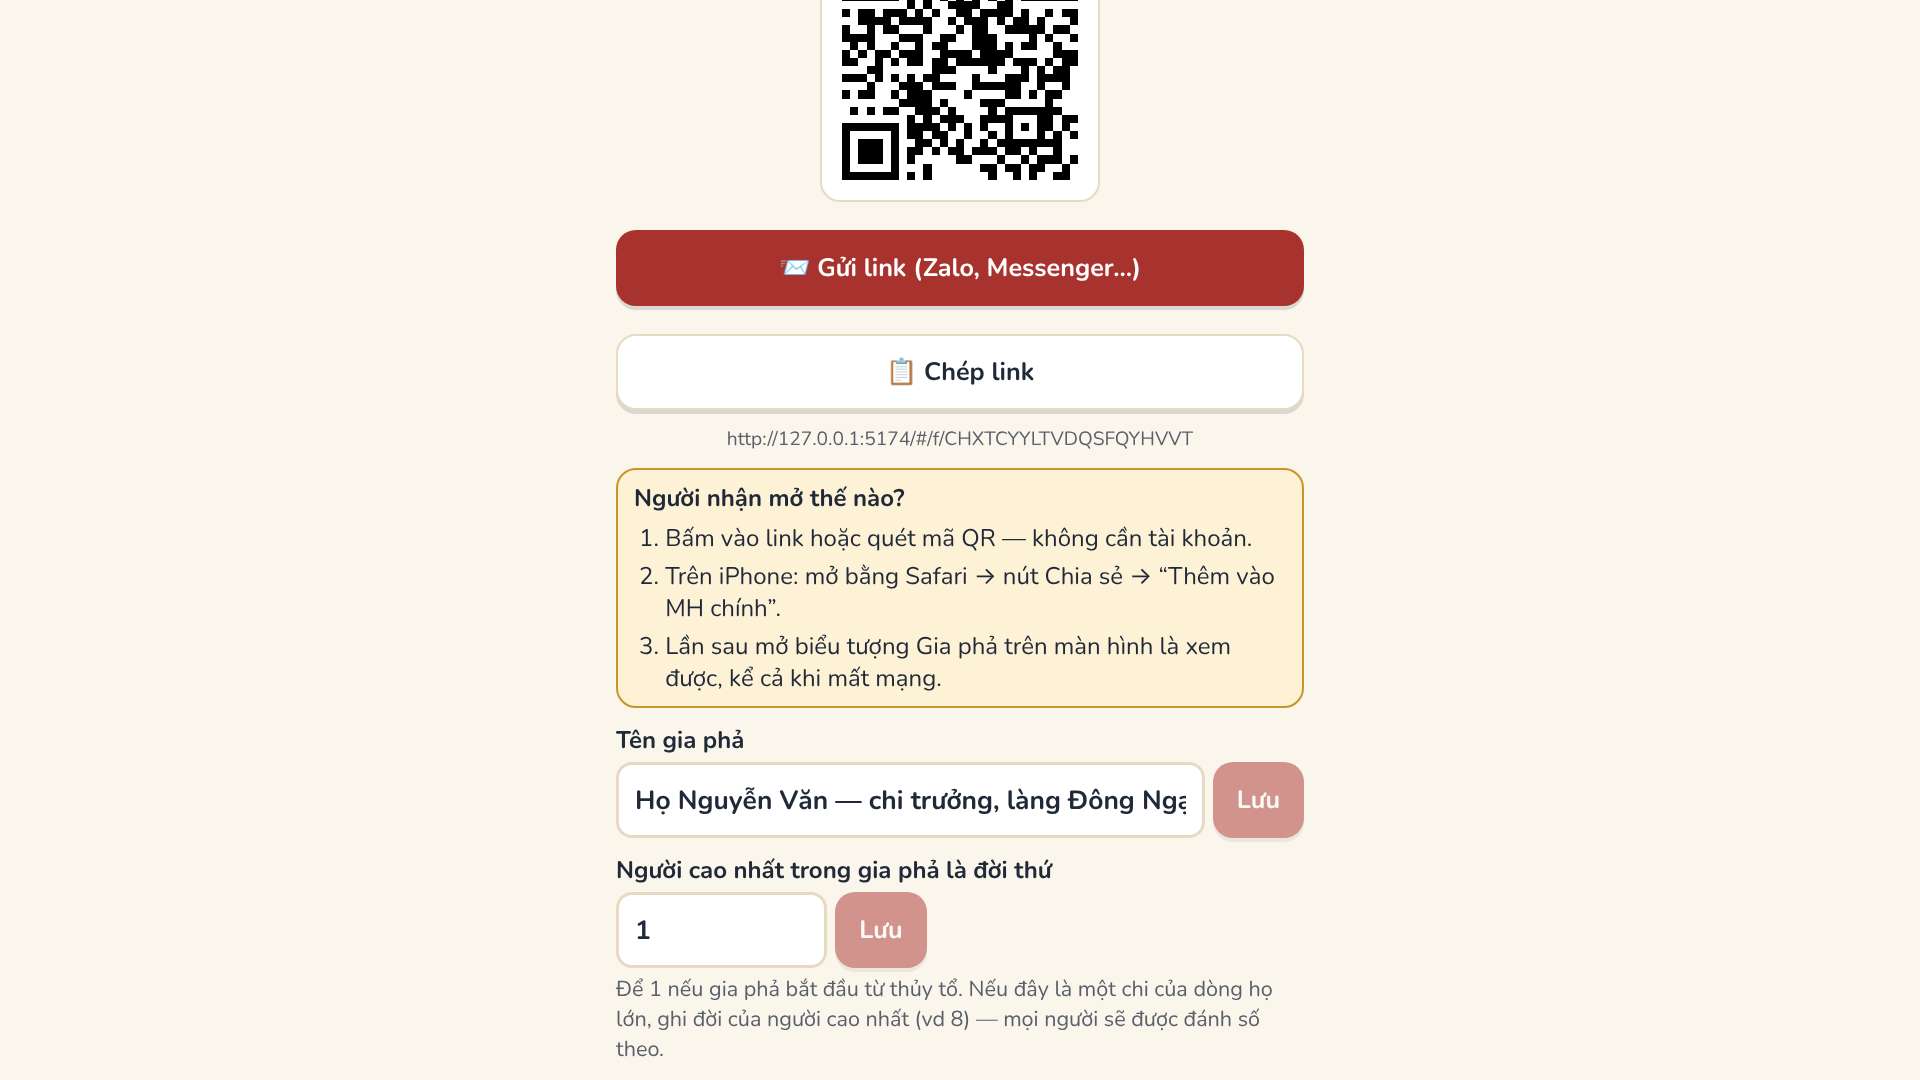 📨 Gửi link (Zalo, Messenger...)
📋 Chép link
http://127.0.0.1:5174/#/f/CHXTCYYLTVDQSFQYHVVT
Người nhận mở thế nào?
1. Bấm vào link hoặc quét mã QR — không cần tài khoản.
2. Trên iPhone: mở bằng Safari → nút Chia sẻ → “Thêm vào
MH chính”.
3. Lần sau mở biểu tượng Gia phả trên màn hình là xem
được, kể cả khi mất mạng.
Tên gia phả
Họ Nguyễn Văn — chi trưởng, làng Đông
Lưu
Người cao nhất trong gia phả là đời thứ
1
Lưu
Để 1 nếu gia phả bắt đầu từ thủy tổ. Nếu đây là một chi của dòng họ
lớn, ghi đời của người cao nhất (vd 8) — mọi người sẽ được đánh số
theo.